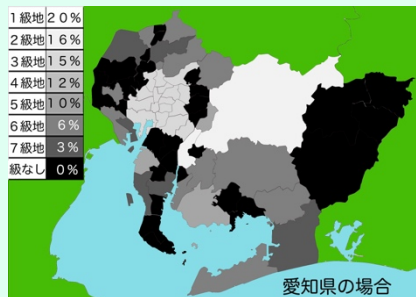 1級地 20%
2級地 16%
3級地 15%
4級地 12%
5級地 10%
6級地 6%
7級地 3%
級なし 0%
愛知県の場合